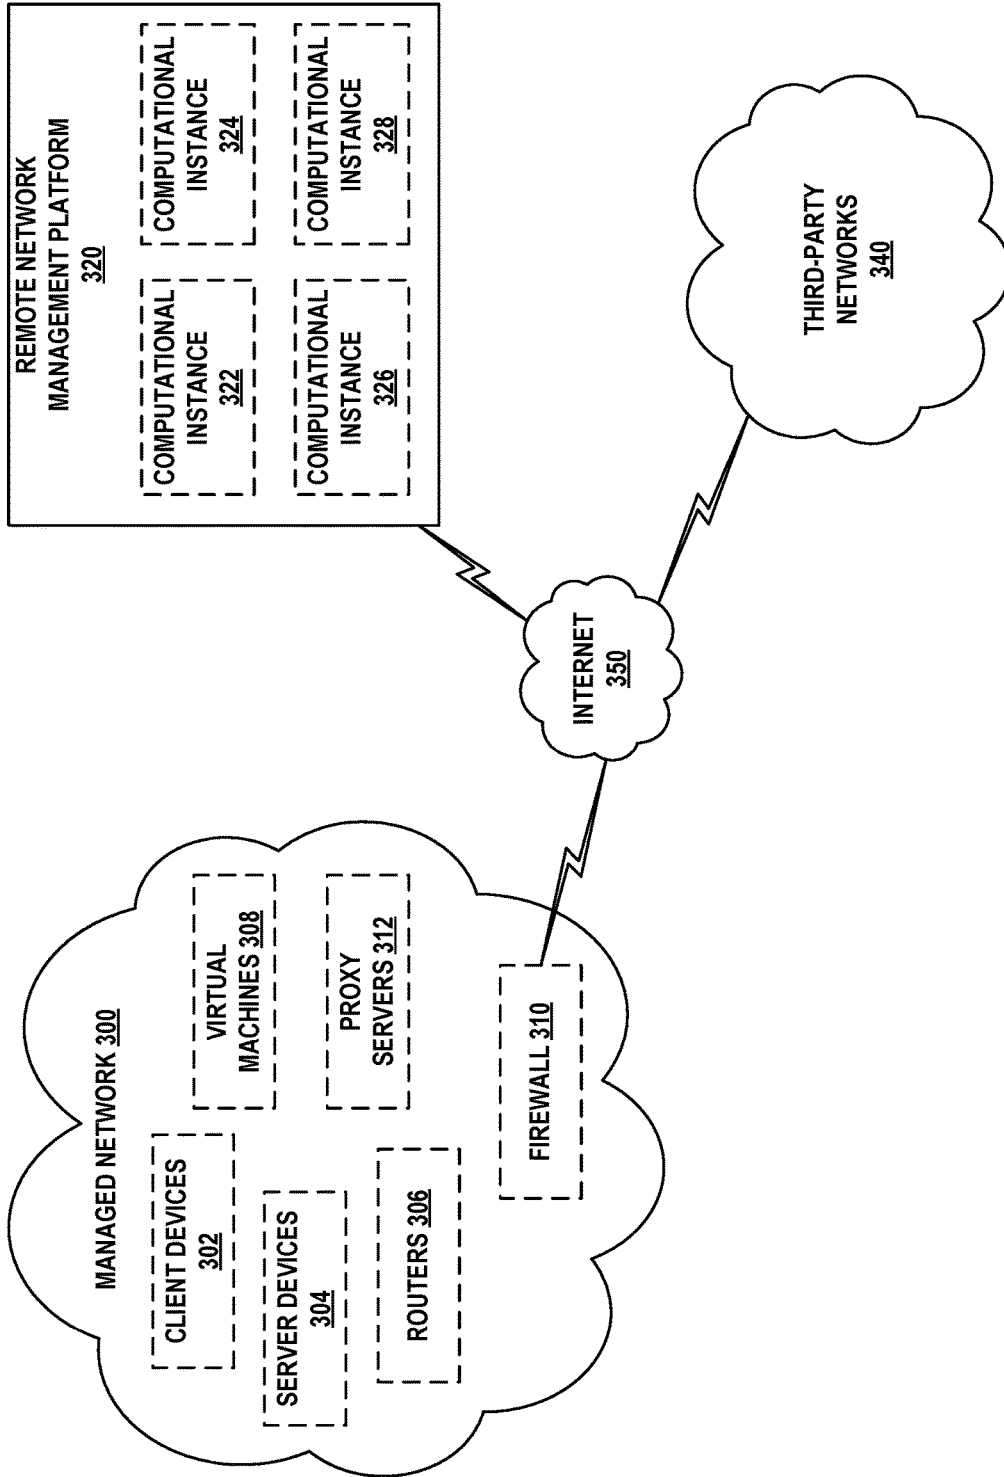 MANAGED NETWORK 300
CLIENT DEVICES
302
SERVER DEVICES
304
ROUTERS 306
VIRTUAL
MACHINES 308
PROXY
SERVERS 312
FIREWALL 310
INTERNET
350
REMOTE NETWORK
MANAGEMENT PLATFORM
320
COMPUTATIONAL
INSTANCE
322
COMPUTATIONAL
INSTANCE
324
COMPUTATIONAL
INSTANCE
326
COMPUTATIONAL
INSTANCE
328
THIRD-PARTY
NETWORKS
340